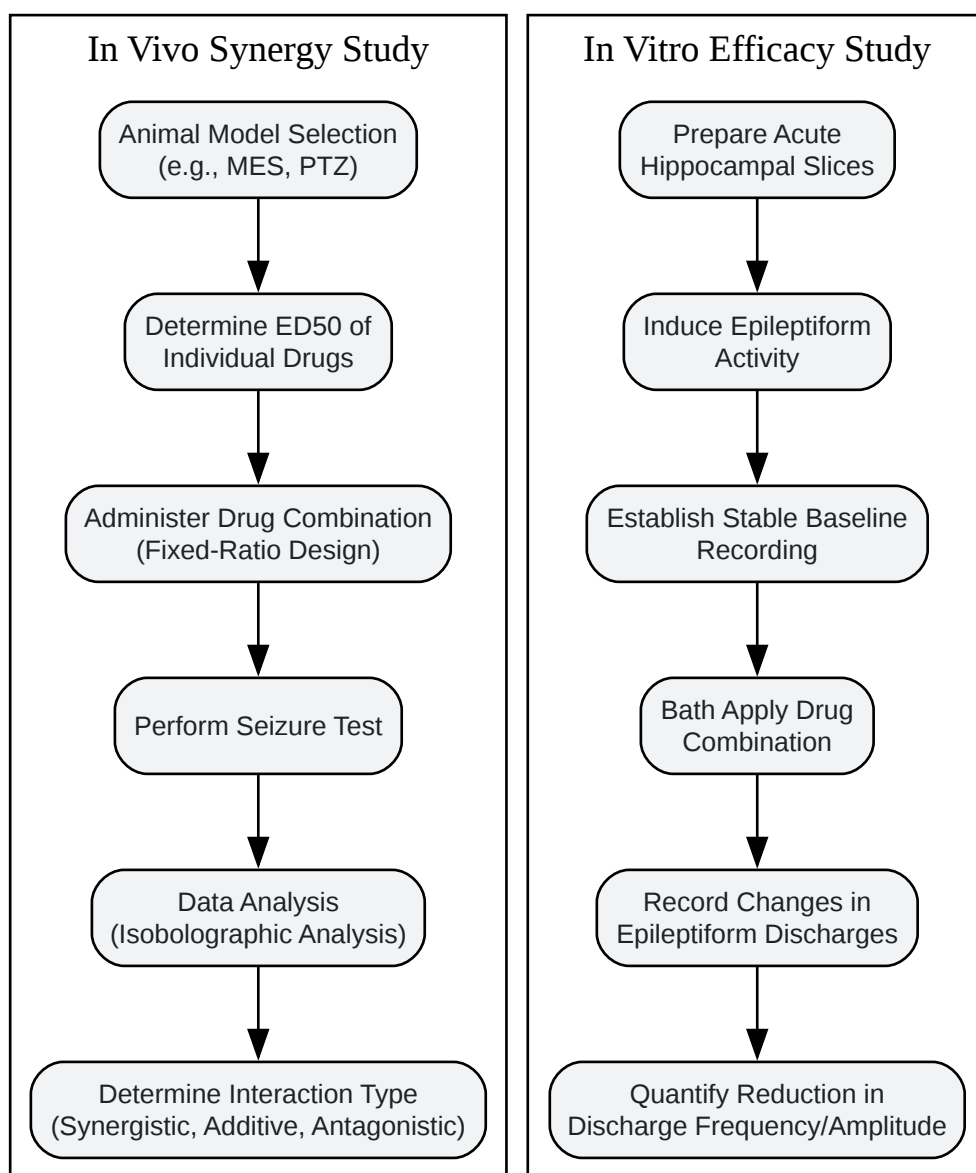 In Vivo Synergy Study
Animal Model Selection
(e.g., MES, PTZ)
Determine ED50 of
Individual Drugs
Administer Drug Combination
(Fixed-Ratio Design)
Perform Seizure Test
Data Analysis
(Isobolographic Analysis)
Determine Interaction Type
(Synergistic, Additive, Antagonistic)
In Vitro Efficacy Study
Prepare Acute
Hippocampal Slices
Induce Epileptiform
Activity
Establish Stable Baseline
Recording
Bath Apply Drug
Combination
Record Changes in
Epileptiform Discharges
Quantify Reduction in
Discharge Frequency/Amplitude